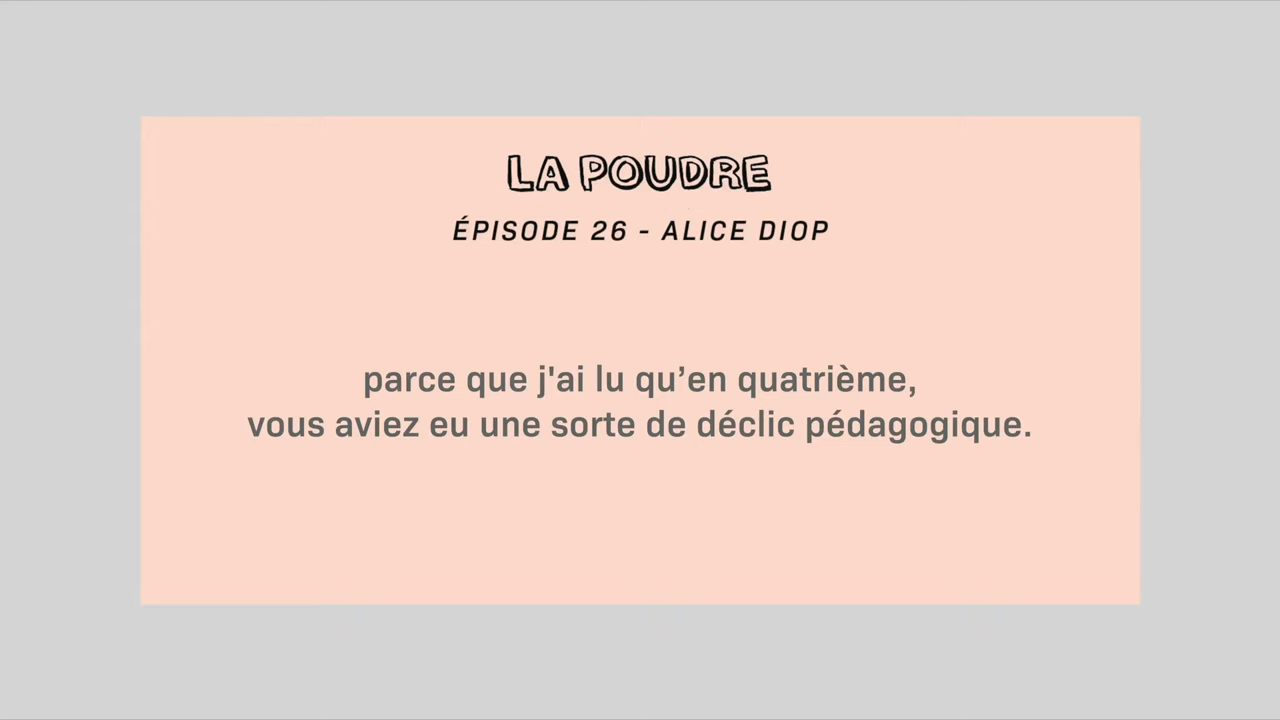 LA POUDRE
ÉPISODE 26 - ALICE DIOP
parce que j'ai lu qu’en quatrième,
vous aviez eu une sorte de déclic pédagogique.